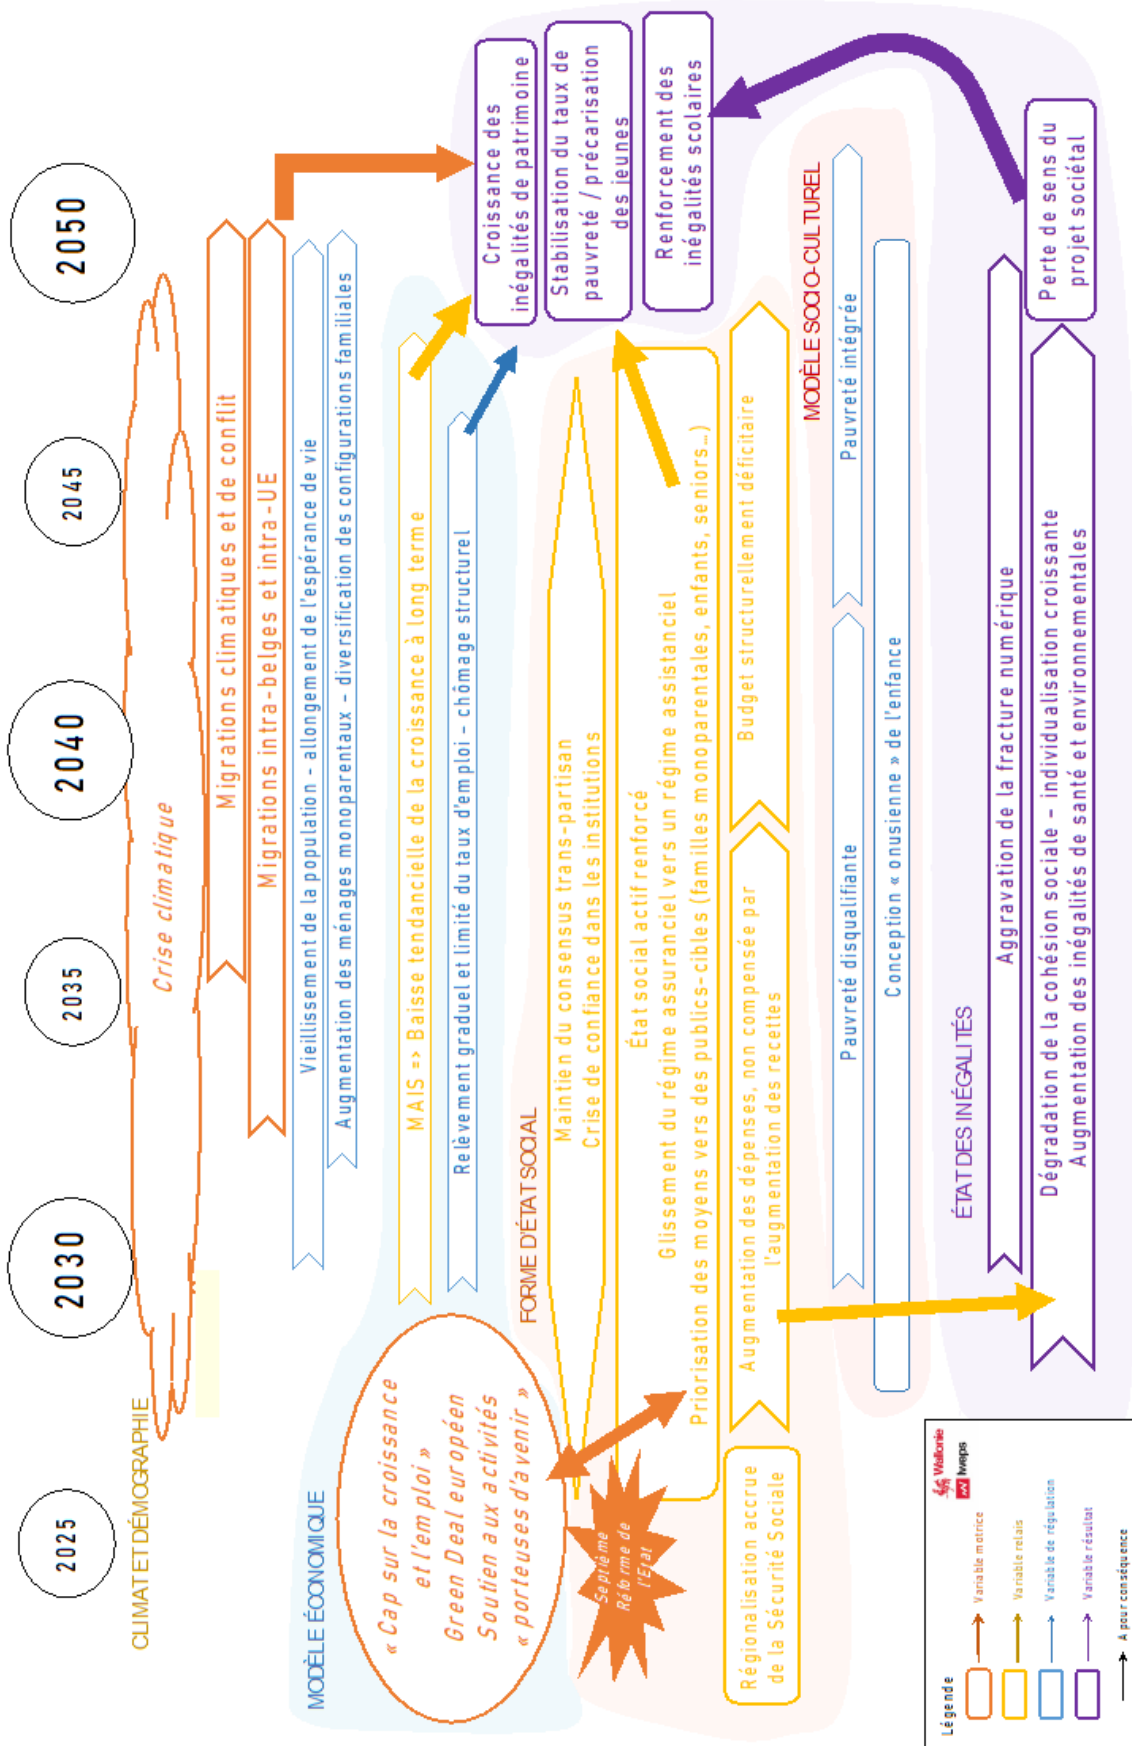 2025
2030
2035
2040
2045
2050
CLIMAT ET DÉMOGRAPHIE
Crise climatique
Migrations climatiques et de conflit
Migrations intra-belges et intra-UE
Vieillissement de la population – allongement de l'espérance de vie
Augmentation des ménages monoparentaux – diversification des configurations familiales
MODÈLE ÉCONOMIQUE
« Cap sur la croissance
et l'emploi »
Green Deal européen
Soutien aux activités
« porteuses d'avenir »
MAIS => Baisse tendancielle de la croissance à long terme
Relèvement graduel et limité du taux d'emploi – chômage structurel
Croissance des
inégalités de patrimoine
Stabilisation du taux de
pauvreté / précarisation
des jeunes
Renforcement des
inégalités scolaires
FORME D'ÉTAT SOCIAL
Septième
Réforme de
l'Etat
Maintien du consensus trans-partisan
Crise de confiance dans les institutions
État social actif renforcé
Glissement du régime assuranciel vers un régime assistanciel
Priorisation des moyens vers des publics-cibles (familles monoparentales, enfants, seniors...)
Régionalisation accrue
de la Sécurité Sociale
Augmentation des dépenses, non compensée par
l'augmentation des recettes
Budget structurellement déficitaire
MODÈLE SOCIO-CULTUREL
Pauvreté disqualifiante
Pauvreté intégrée
Conception « onusienne » de l'enfance
ÉTAT DES INÉGALITÉS
Aggravation de la fracture numérique
Dégradation de la cohésion sociale – individualisation croissante
Augmentation des inégalités de santé et environnementales
Perte de sens du
projet sociétal
Légende
Wallonie
Iweps
Variable motrice
Variable relais
Variable de régulation
Variable résultat
A pour conséquence